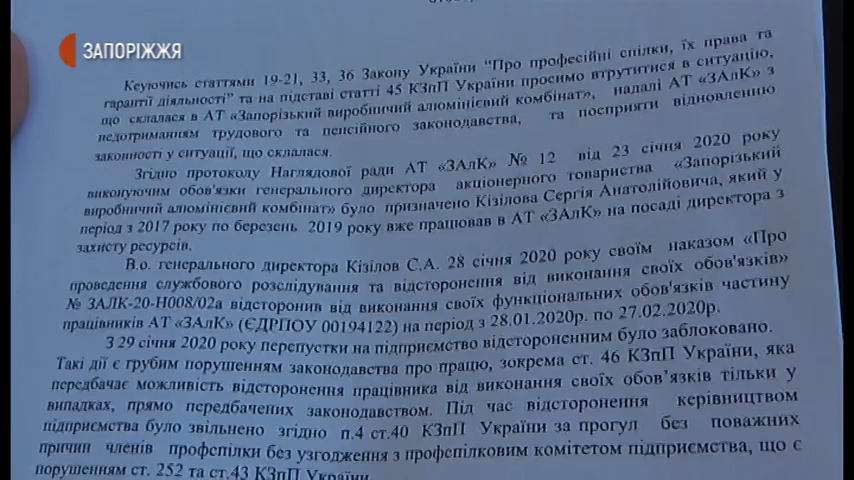 ЗАПОРІЖЖЯ
Кеуючись статтями 19-21, 33, 36 Закону України "Про професійні спілки, їх права та
гарантії діяльності" та на підставі статті 45 КЗпП України просимо втрутитися в ситуацію,
що склалася в АТ «Запорізький виробничий алюмінієвий комбінат», надалі АТ «ЗАлК» з
недотриманням трудового та пенсійного законодавства, та посприяти відновленню
законності у ситуації, що склалася.
Згідно протоколу Наглядової ради АТ «ЗАлК» № 12 від 23 січня 2020 року
виконуючим обов'язки генерального директора акціонерного товариства «Запорізький
виробничий алюмінієвий комбінат» було призначено Кізілова Сергія Анатолійовича, який у
період з 2017 року по березень 2019 року вже працював в АТ «ЗАлК» на посаді директора з
захисту ресурсів.
В.о. генерального директора Кізілов С.А. 28 січня 2020 року своїм наказом «Про
проведення службового розслідування та відсторонення від виконання своїх обов'язків»
№ ЗАЛК-20-Н008/02а відсторонив від виконання своїх функціональних обов'язків частину
працівників АТ «ЗАлК» (ЄДРПОУ 00194122) на період з 28.01.2020р. по 27.02.2020р.
З 29 січня 2020 року перепустки на підприємство відстороненим було заблоковано.
Такі дії є грубим порушенням законодавства про працю, зокрема ст. 46 КЗпП України, яка
передбачає можливість відсторонення працівника від виконання своїх обов'язків тільки у
випадках, прямо передбачених законодавством. Під час відсторонення керівництвом
підприємства було звільнено згідно п.4 ст.40 КЗпП України за прогул без поважних
причин членів профспілки без узгодження з профспілковим комітетом підприємства, що є
порушенням ст. 252 та ст.43 КЗпП України.